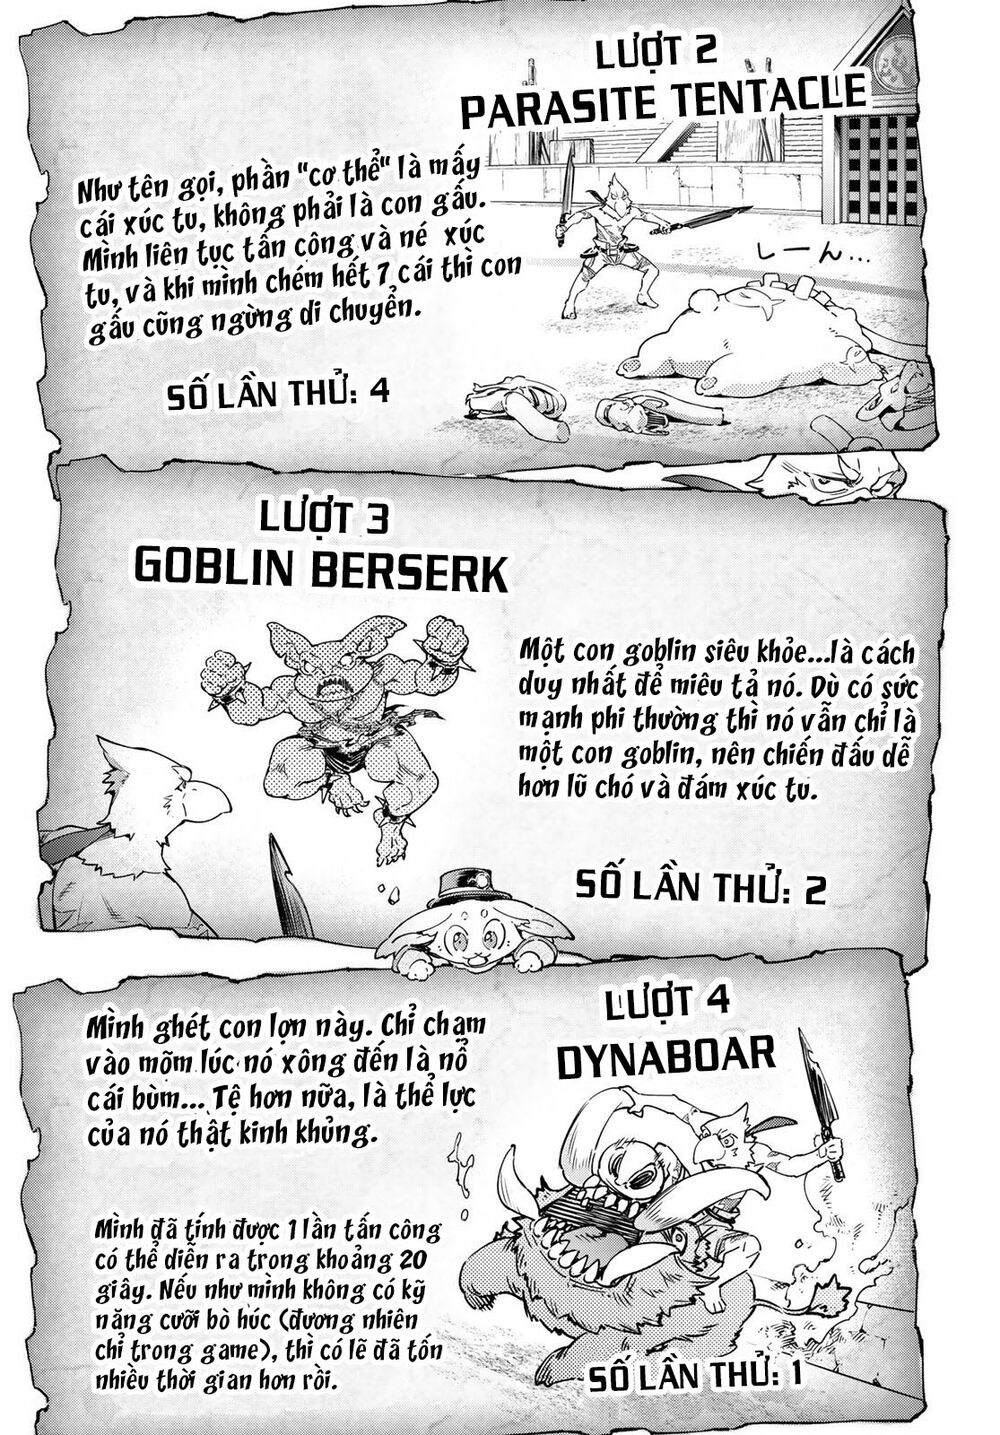 LƯỢT 2
PARASITE TENTACLE
Như tên gọi, phần "cơ thể" là mấy
cái xúc tu, không phải là con gấu.
Mình liên tục tấn công và né xúc
tu, và khi mình chém hết 7 cái thì con
gấu cũng ngừng di chuyển.
しーん...
SỐ LẦN THỬ: 4
LƯỢT 3
GOBLIN BERSERK
Một con goblin siêu khỏe...là cách
duy nhất để miêu tả nó. Dù có sức
mạnh phi thường thì nó vẫn chỉ là
một con goblin, nên chiến đấu dễ
hơn lũ chó và đám xúc tu.
SỐ LẦN THỬ: 2
LƯỢT 4
DYNABOAR
Mình ghét con lợn này. Chỉ chạm
vào mõm lúc nó xông đến là nổ
cái bùm... Tệ hơn nữa, là thể lực
của nó thật kinh khủng.
Mình đã tính được 1 lần tấn công
có thể diễn ra trong khoảng 20
giây. Nếu như mình không có kỹ
năng cưỡi bò húc (đương nhiên
chỉ trong game), thì có lẽ đã tốn
nhiều thời gian hơn rồi.
SỐ LẦN THỬ: 1